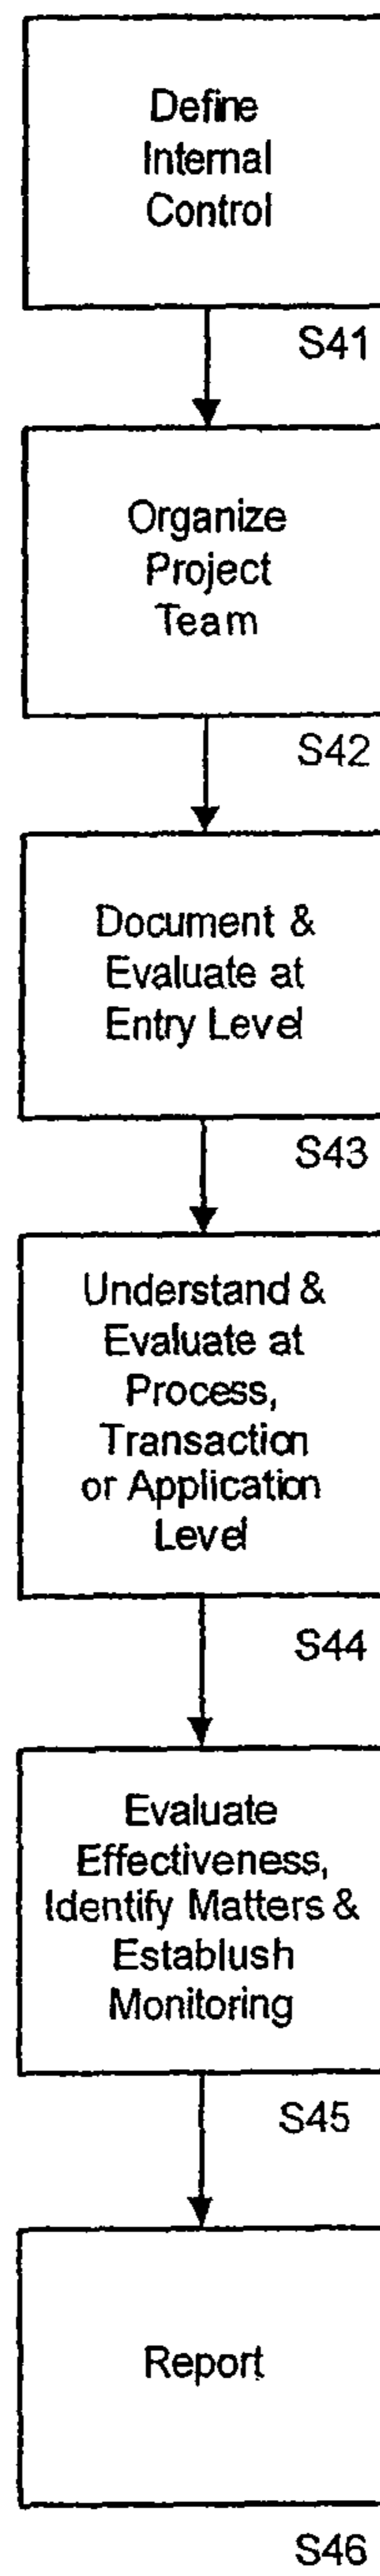 Define
Internal
Control
S41
Organize
Project
Team
S42
Document &
Evaluate at
Entry Level
S43
Understand &
Evaluate at
Process,
Transaction
or Application
Level
S44
Evaluate
Effectiveness,
Identify Matters &
Establush
Monitoring
S45
Report
S46